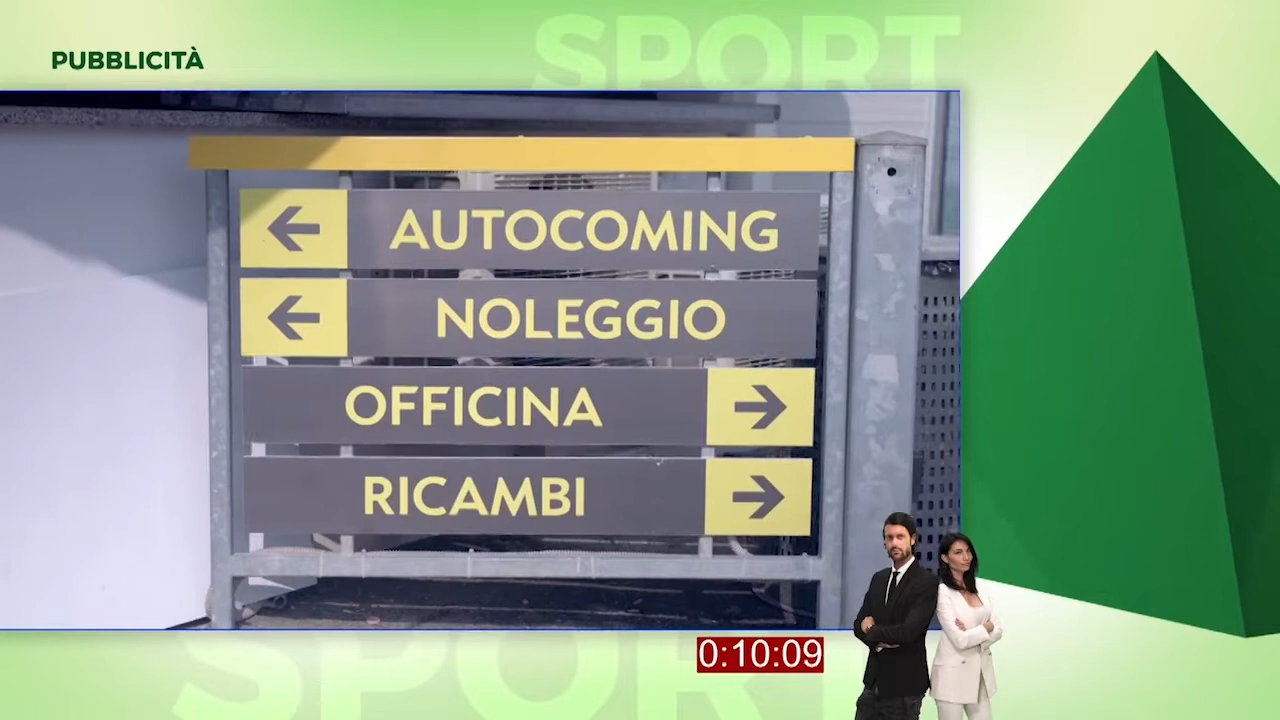 SPORT
PUBBLICITÀ
← AUTOCOMING
← NOLEGGIO
OFFICINA →
RICAMBI →
0:10:09
SPORT